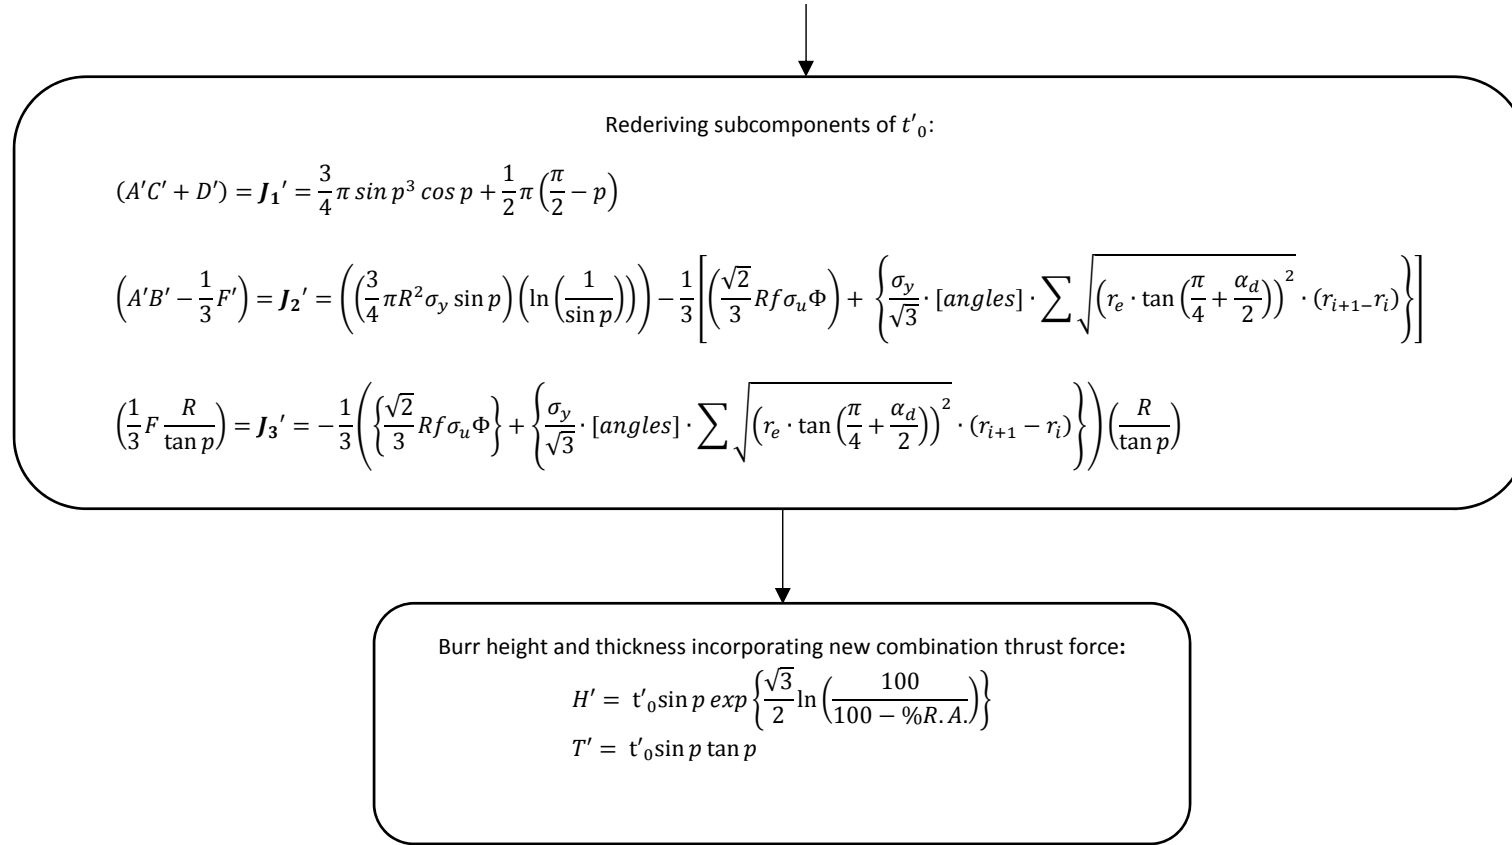 Rederiving subcomponents of t′₀:
(A′C′ + D′) = J₁′ = 3/4 π sin p³ cos p + 1/2 π (π/2 − p)
(A′B′ − 1/3 F′) = J₂′ = ((3/4 πR²σ_y sin p)(ln(1/sin p))) − 1/3 [(√2/3 Rfσ_uΦ) + {σ_y/√3 · [angles] · ∑ √(r_e · tan(π/4 + α_d/2))² · (r_{i+1−}r_i)}]
(1/3 F R/tan p) = J₃′ = −1/3 ({√2/3 Rfσ_uΦ} + {σ_y/√3 · [angles] · ∑ √(r_e · tan(π/4 + α_d/2))² · (r_{i+1} − r_i)}) (R/tan p)
Burr height and thickness incorporating new combination thrust force:
H′ = t′₀sin p exp {√3/2 ln(100/(100 − %R.A.))}
T′ = t′₀sin p tan p